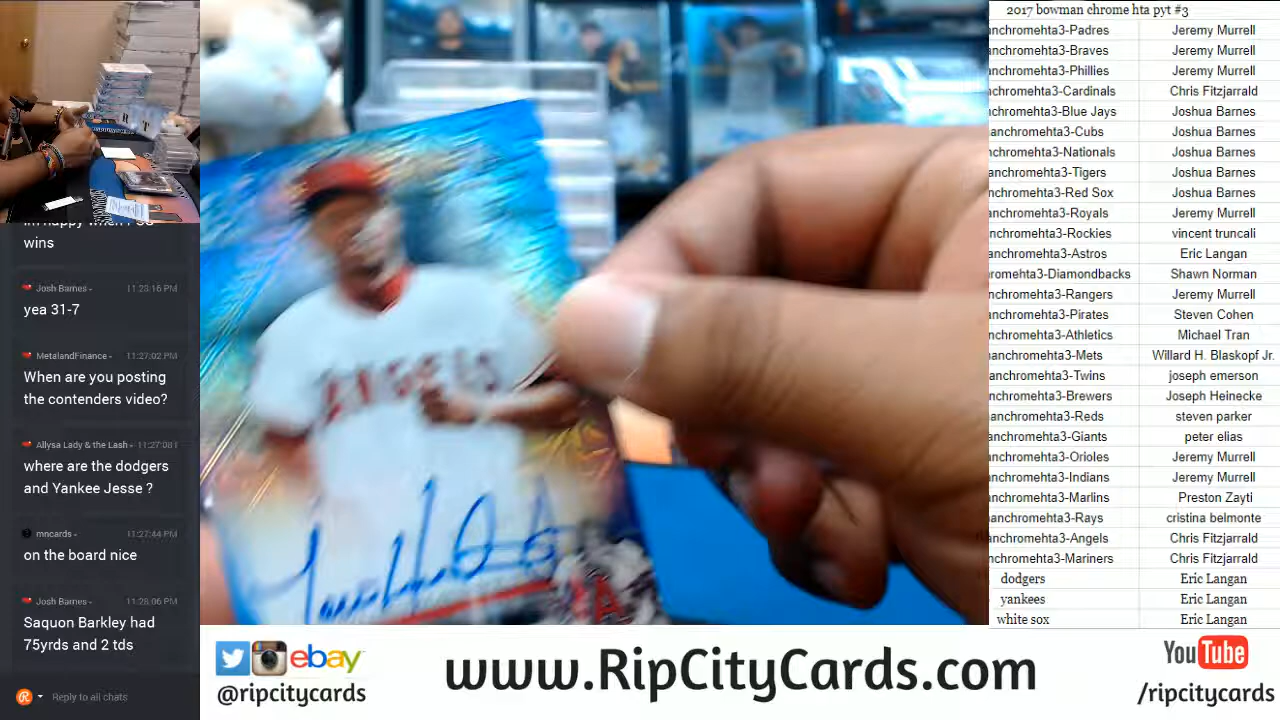 wins
Josh Barnes - 11:23:16 PM
yea 31-7
MetalandFinance - 11:27:02 PM
When are you posting
the contenders video?
Allysa Lady & the Lash -
where are the dodgers
and Yankee Jesse ?
mncards - 11:27:44 PM
on the board nice
Josh Barnes - 11:28:06 PM
Saquon Barkley had
75yrds and 2 tds
Reply to all chats
ANGELS
A
2017 bowman chrome hta pyt #3
anchromehta3-Padres Jeremy Murrell
anchromehta3-Braves Jeremy Murrell
anchromehta3-Phillies Jeremy Murrell
anchromehta3-Cardinals Chris Fitzjarrald
nchromehta3-Blue Jays Joshua Barnes
anchromehta3-Cubs Joshua Barnes
nchromehta3-Nationals Joshua Barnes
anchromehta3-Tigers Joshua Barnes
nchromehta3-Red Sox Joshua Barnes
anchromehta3-Royals Jeremy Murrell
anchromehta3-Rockies vincent truncali
anchromehta3-Astros Eric Langan
romehta3-Diamondbacks Shawn Norman
nchromehta3-Rangers Jeremy Murrell
nchromehta3-Pirates Steven Cohen
nchromehta3-Athletics Michael Tran
anchromehta3-Mets Willard H. Blaskopf Jr.
anchromehta3-Twins joseph emerson
nchromehta3-Brewers Joseph Heinecke
anchromehta3-Reds steven parker
anchromehta3-Giants peter elias
nchromehta3-Orioles Jeremy Murrell
nchromehta3-Indians Jeremy Murrell
nchromehta3-Marlins Preston Zayti
anchromehta3-Rays cristina belmonte
anchromehta3-Angels Chris Fitzjarrald
nchromehta3-Mariners Chris Fitzjarrald
dodgers Eric Langan
yankees Eric Langan
white sox Eric Langan
ebay
@ripcitycards
www.RipCityCards.com
YouTube
/ripcitycards